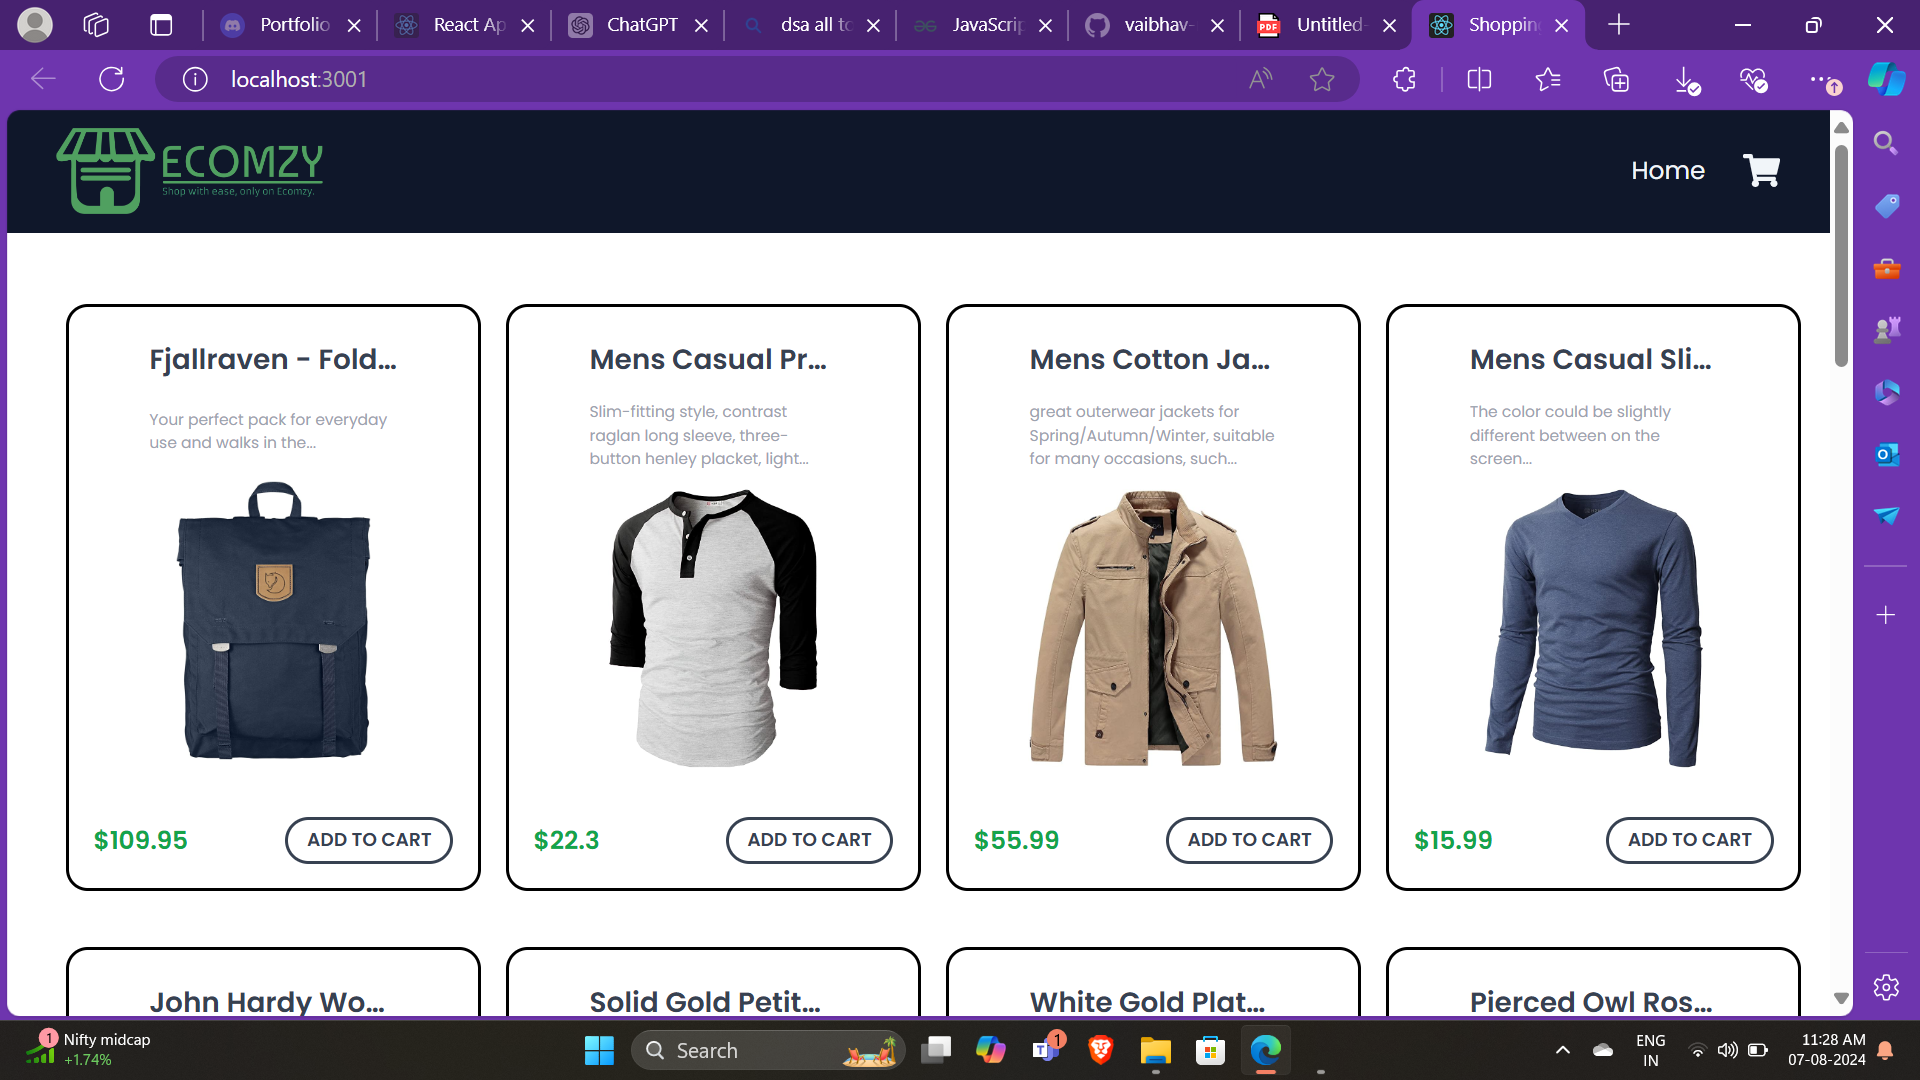 Portfolio
React Ap
ChatGPT
dsa all to
JavaScrip
vaibhav-
PDF
Untitled-
Shopping
localhost:3001
ECOMZY
Shop with ease, only on Ecomzy.
Home
Fjallraven - Fold...
Your perfect pack for everyday
use and walks in the...
$109.95
ADD TO CART
Mens Casual Pr...
Slim-fitting style, contrast
raglan long sleeve, three-
button henley placket, light...
$22.3
ADD TO CART
Mens Cotton Ja...
great outerwear jackets for
Spring/Autumn/Winter, suitable
for many occasions, such...
$55.99
ADD TO CART
Mens Casual Sli...
The color could be slightly
different between on the
screen...
$15.99
ADD TO CART
John Hardy Wo...
Solid Gold Petit...
White Gold Plat...
Pierced Owl Ros...
1
Nifty midcap
+1.74%
Search
1
ENG
IN
11:28 AM
07-08-2024